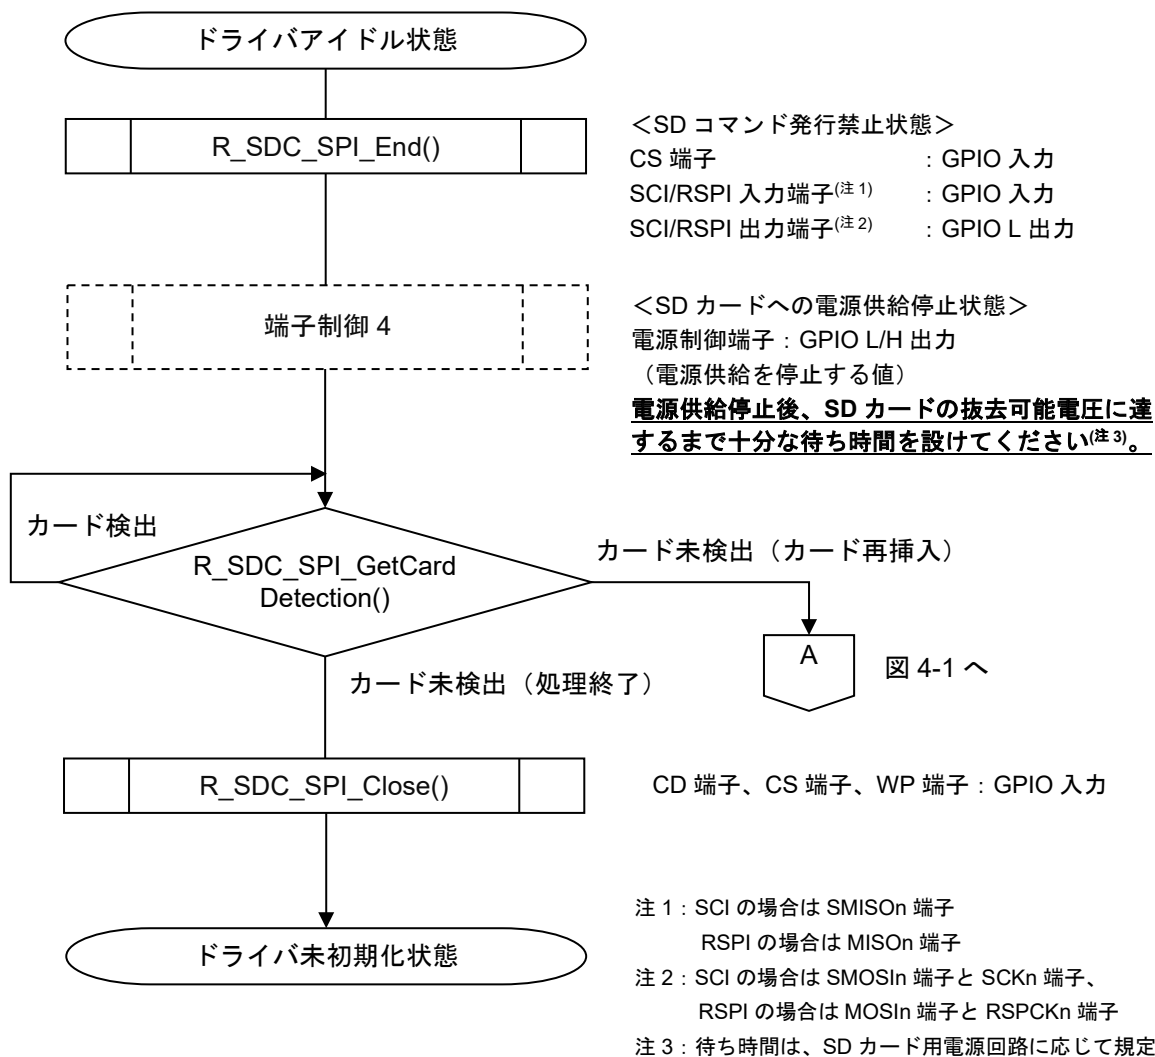 ドライバアイドル状態
R_SDC_SPI_End()
＜SD コマンド発行禁止状態＞
CS 端子 : GPIO 入力
SCI/RSPI 入力端子(注 1) : GPIO 入力
SCI/RSPI 出力端子(注 2) : GPIO L 出力
端子制御 4
＜SD カードへの電源供給停止状態＞
電源制御端子：GPIO L/H 出力
（電源供給を停止する値）
電源供給停止後、SD カードの抜去可能電圧に達
するまで十分な待ち時間を設けてください(注 3)。
カード検出
R_SDC_SPI_GetCard
Detection()
カード未検出（カード再挿入）
A
図 4-1 へ
カード未検出（処理終了）
R_SDC_SPI_Close()
CD 端子、CS 端子、WP 端子：GPIO 入力
ドライバ未初期化状態
注 1：SCI の場合は SMISOn 端子
RSPI の場合は MISOn 端子
注 2：SCI の場合は SMOSIn 端子と SCKn 端子、
RSPI の場合は MOSIn 端子と RSPCKn 端子
注 3：待ち時間は、SD カード用電源回路に応じて規定